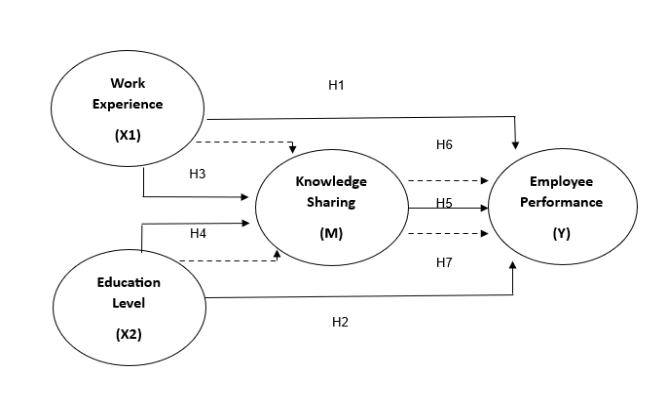 Work
Experience
(X1)
H1
H6
H3
Knowledge
Sharing
(M)
Employee
Performance
(Y)
H5
H4
H7
Education
Level
(X2)
H2